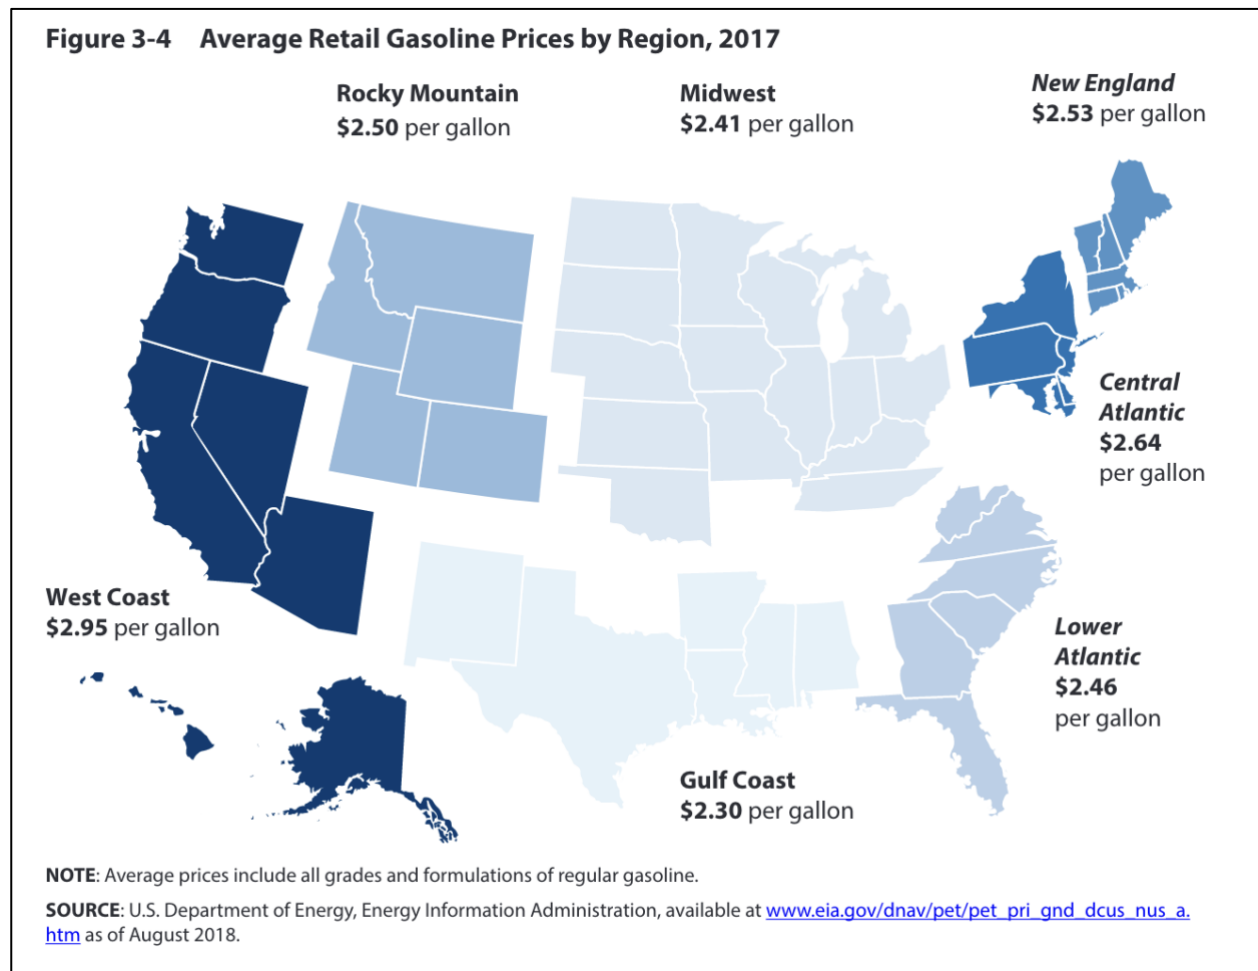 Figure 3-4 Average Retail Gasoline Prices by Region, 2017
Rocky Mountain
$2.50 per gallon
Midwest
$2.41 per gallon
New England
$2.53 per gallon
Central
Atlantic
$2.64
per gallon
West Coast
$2.95 per gallon
Lower
Atlantic
$2.46
per gallon
Gulf Coast
$2.30 per gallon
NOTE: Average prices include all grades and formulations of regular gasoline.
SOURCE: U.S. Department of Energy, Energy Information Administration, available at www.eia.gov/dnav/pet/pet_pri_gnd_dcus_nus_a.
htm as of August 2018.